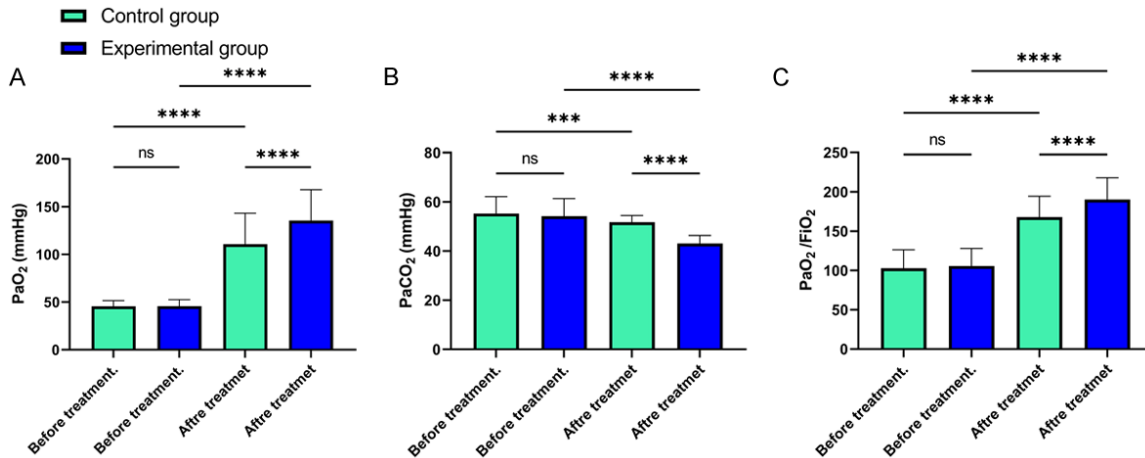 Control group
Experimental group
A
****
****
ns
****
PaO₂ (mmHg)
200
150
100
50
0
Before treatment.
Before treatment.
Aftre treatmet
Aftre treatmet
B
****
***
ns
****
PaCO₂ (mmHg)
80
60
40
20
0
Before treatment.
Before treatment.
Aftre treatmet
Aftre treatmet
C
****
****
ns
****
PaO₂ /FiO₂
250
200
150
100
50
0
Before treatment.
Before treatment.
Aftre treatmet
Aftre treatmet